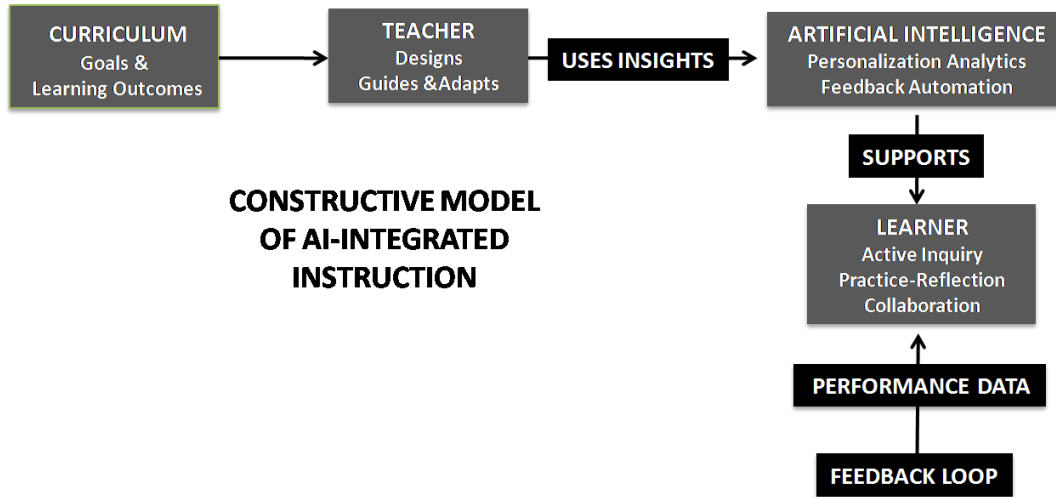 CURRICULUM
Goals &
Learning Outcomes
TEACHER
Designs
Guides &Adapts
USES INSIGHTS
ARTIFICIAL INTELLIGENCE
Personalization Analytics
Feedback Automation
SUPPORTS
CONSTRUCTIVE MODEL
OF AI-INTEGRATED
INSTRUCTION
LEARNER
Active Inquiry
Practice-Reflection
Collaboration
PERFORMANCE DATA
FEEDBACK LOOP